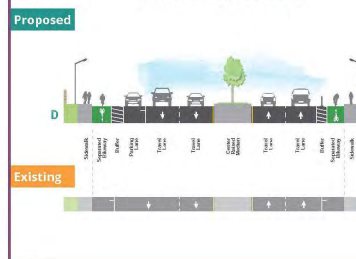 Proposed
D
Sidewalk
Separated
Bikeway
Buffer
Parking
Lane
Travel
Lane
Travel
Lane
Center
Raised
Median
Travel
Lane
Travel
Lane
Buffer
Separated
Bikeway
Sidewalk
Existing